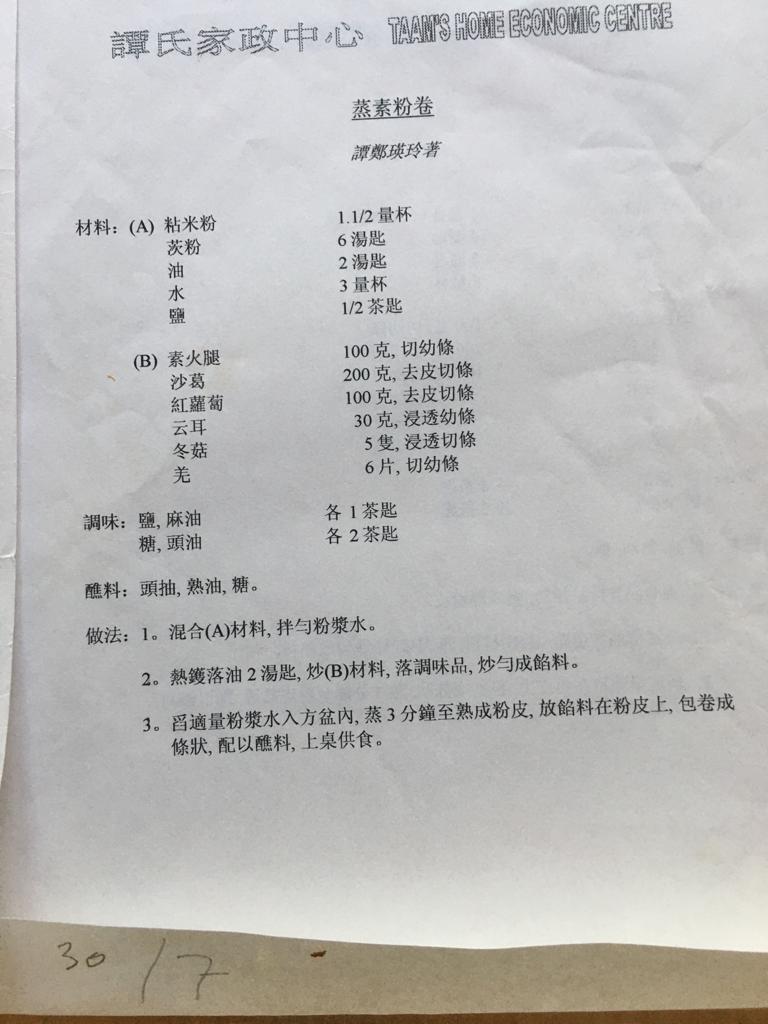 譚氏家政中心 TAAM'S HOME ECONOMIC CENTRE
蒸素粉卷
譚鄭瑛玲著
材料: (A) 粘米粉 1.1/2 量杯
茨粉 6 湯匙
油 2 湯匙
水 3 量杯
鹽 1/2 茶匙
(B) 素火腿 100 克, 切幼條
沙葛 200 克, 去皮切條
紅蘿蔔 100 克, 去皮切條
云耳 30 克, 浸透幼條
冬菇 5 隻, 浸透切條
羌 6 片, 切幼條
調味: 鹽, 麻油 各 1 茶匙
糖, 頭油 各 2 茶匙
醮料: 頭抽, 熟油, 糖。
做法: 1。混合(A)材料, 拌勻粉漿水。
2。熱鑊落油 2 湯匙, 炒(B)材料, 落調味品, 炒勻成餡料。
3。舀適量粉漿水入方盆內, 蒸 3 分鐘至熟成粉皮, 放餡料在粉皮上, 包卷成
條狀, 配以醮料, 上桌供食。
30/7